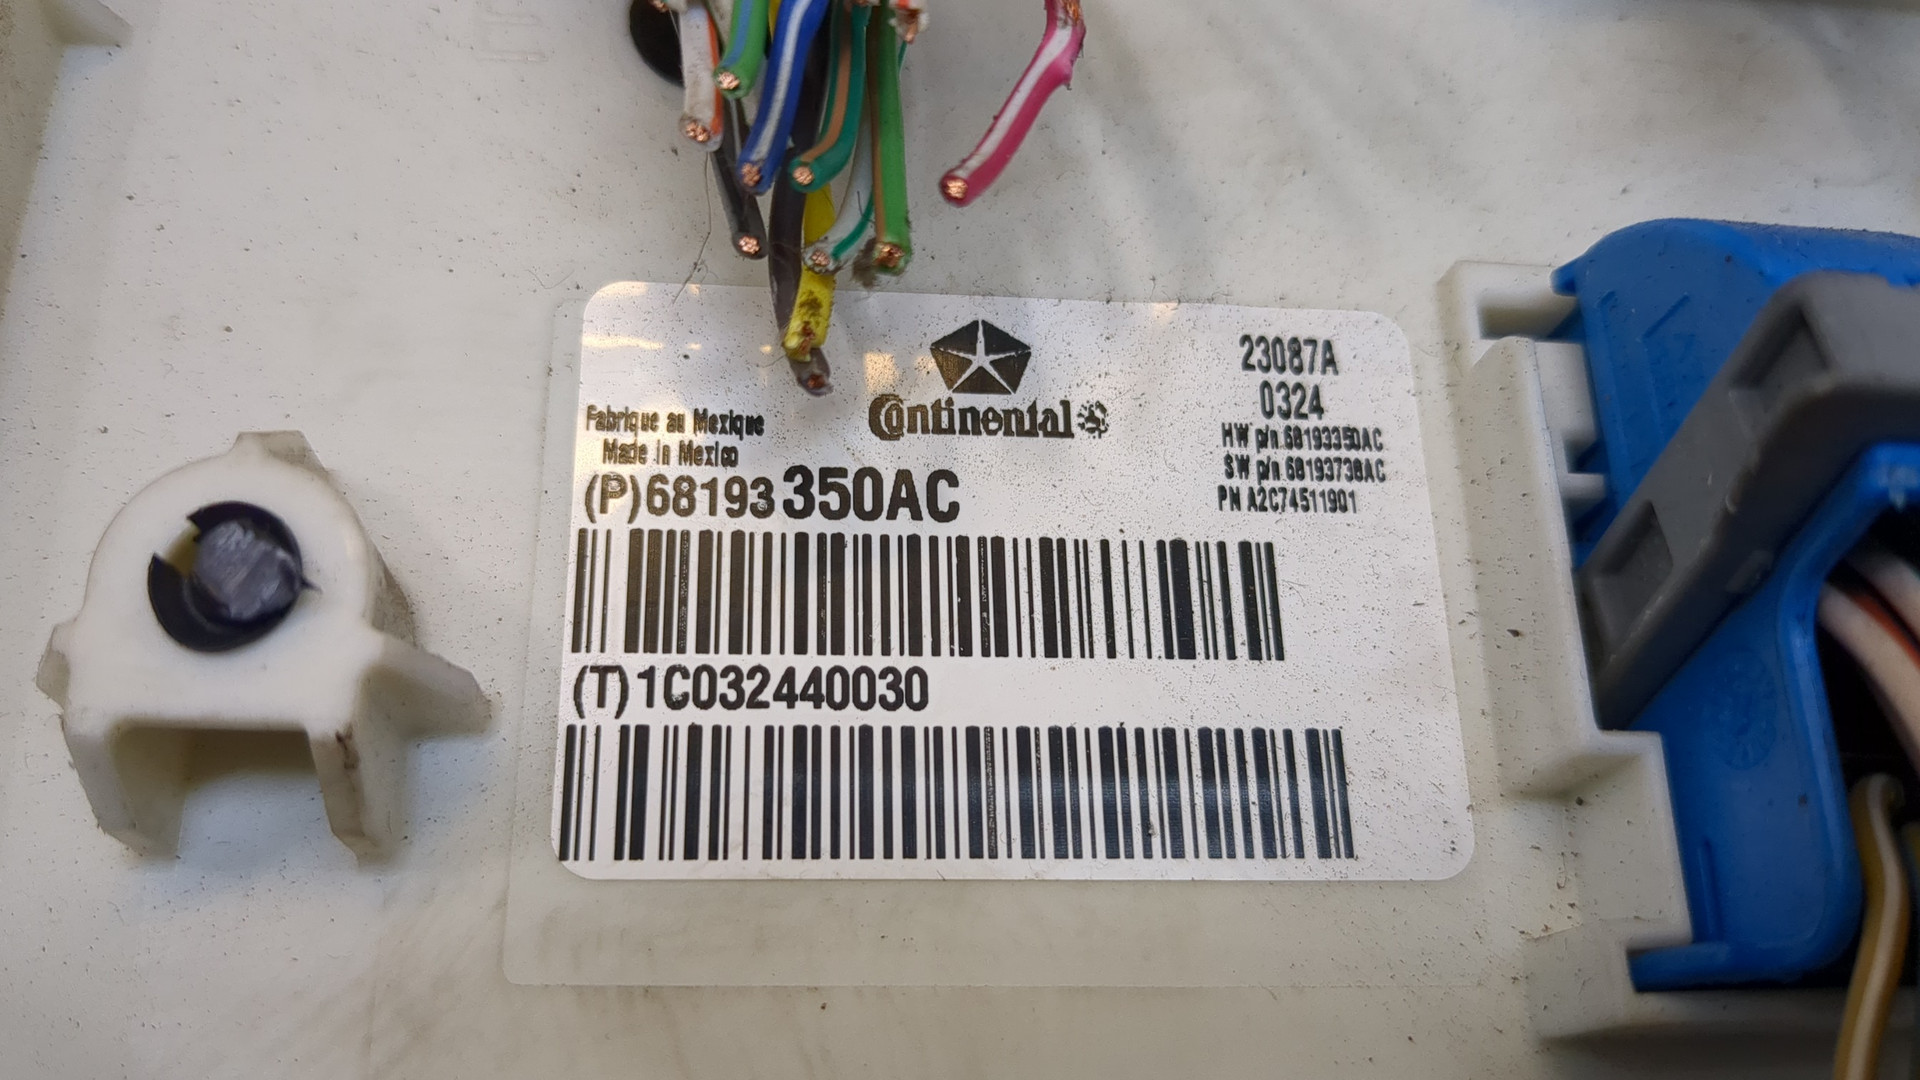 23087A
0324
Continental
Fabrique au Mexique
Made in Mexico
HW p/n 68193350AC
SW p/n 68193738AC
PN A2C74511901
(P)68193350AC
(T)1C032440030